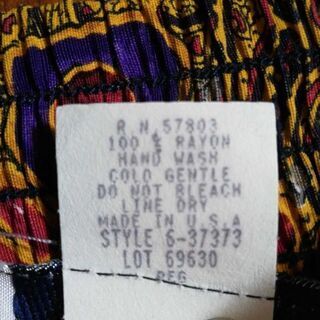 R.N. 57803
100 % RAYON
HAND WASH
COLD GENTLE
DO NOT BLEACH
LINE DRY
MADE IN U.S.A
STYLE 6-37373
LOT 69630
REG